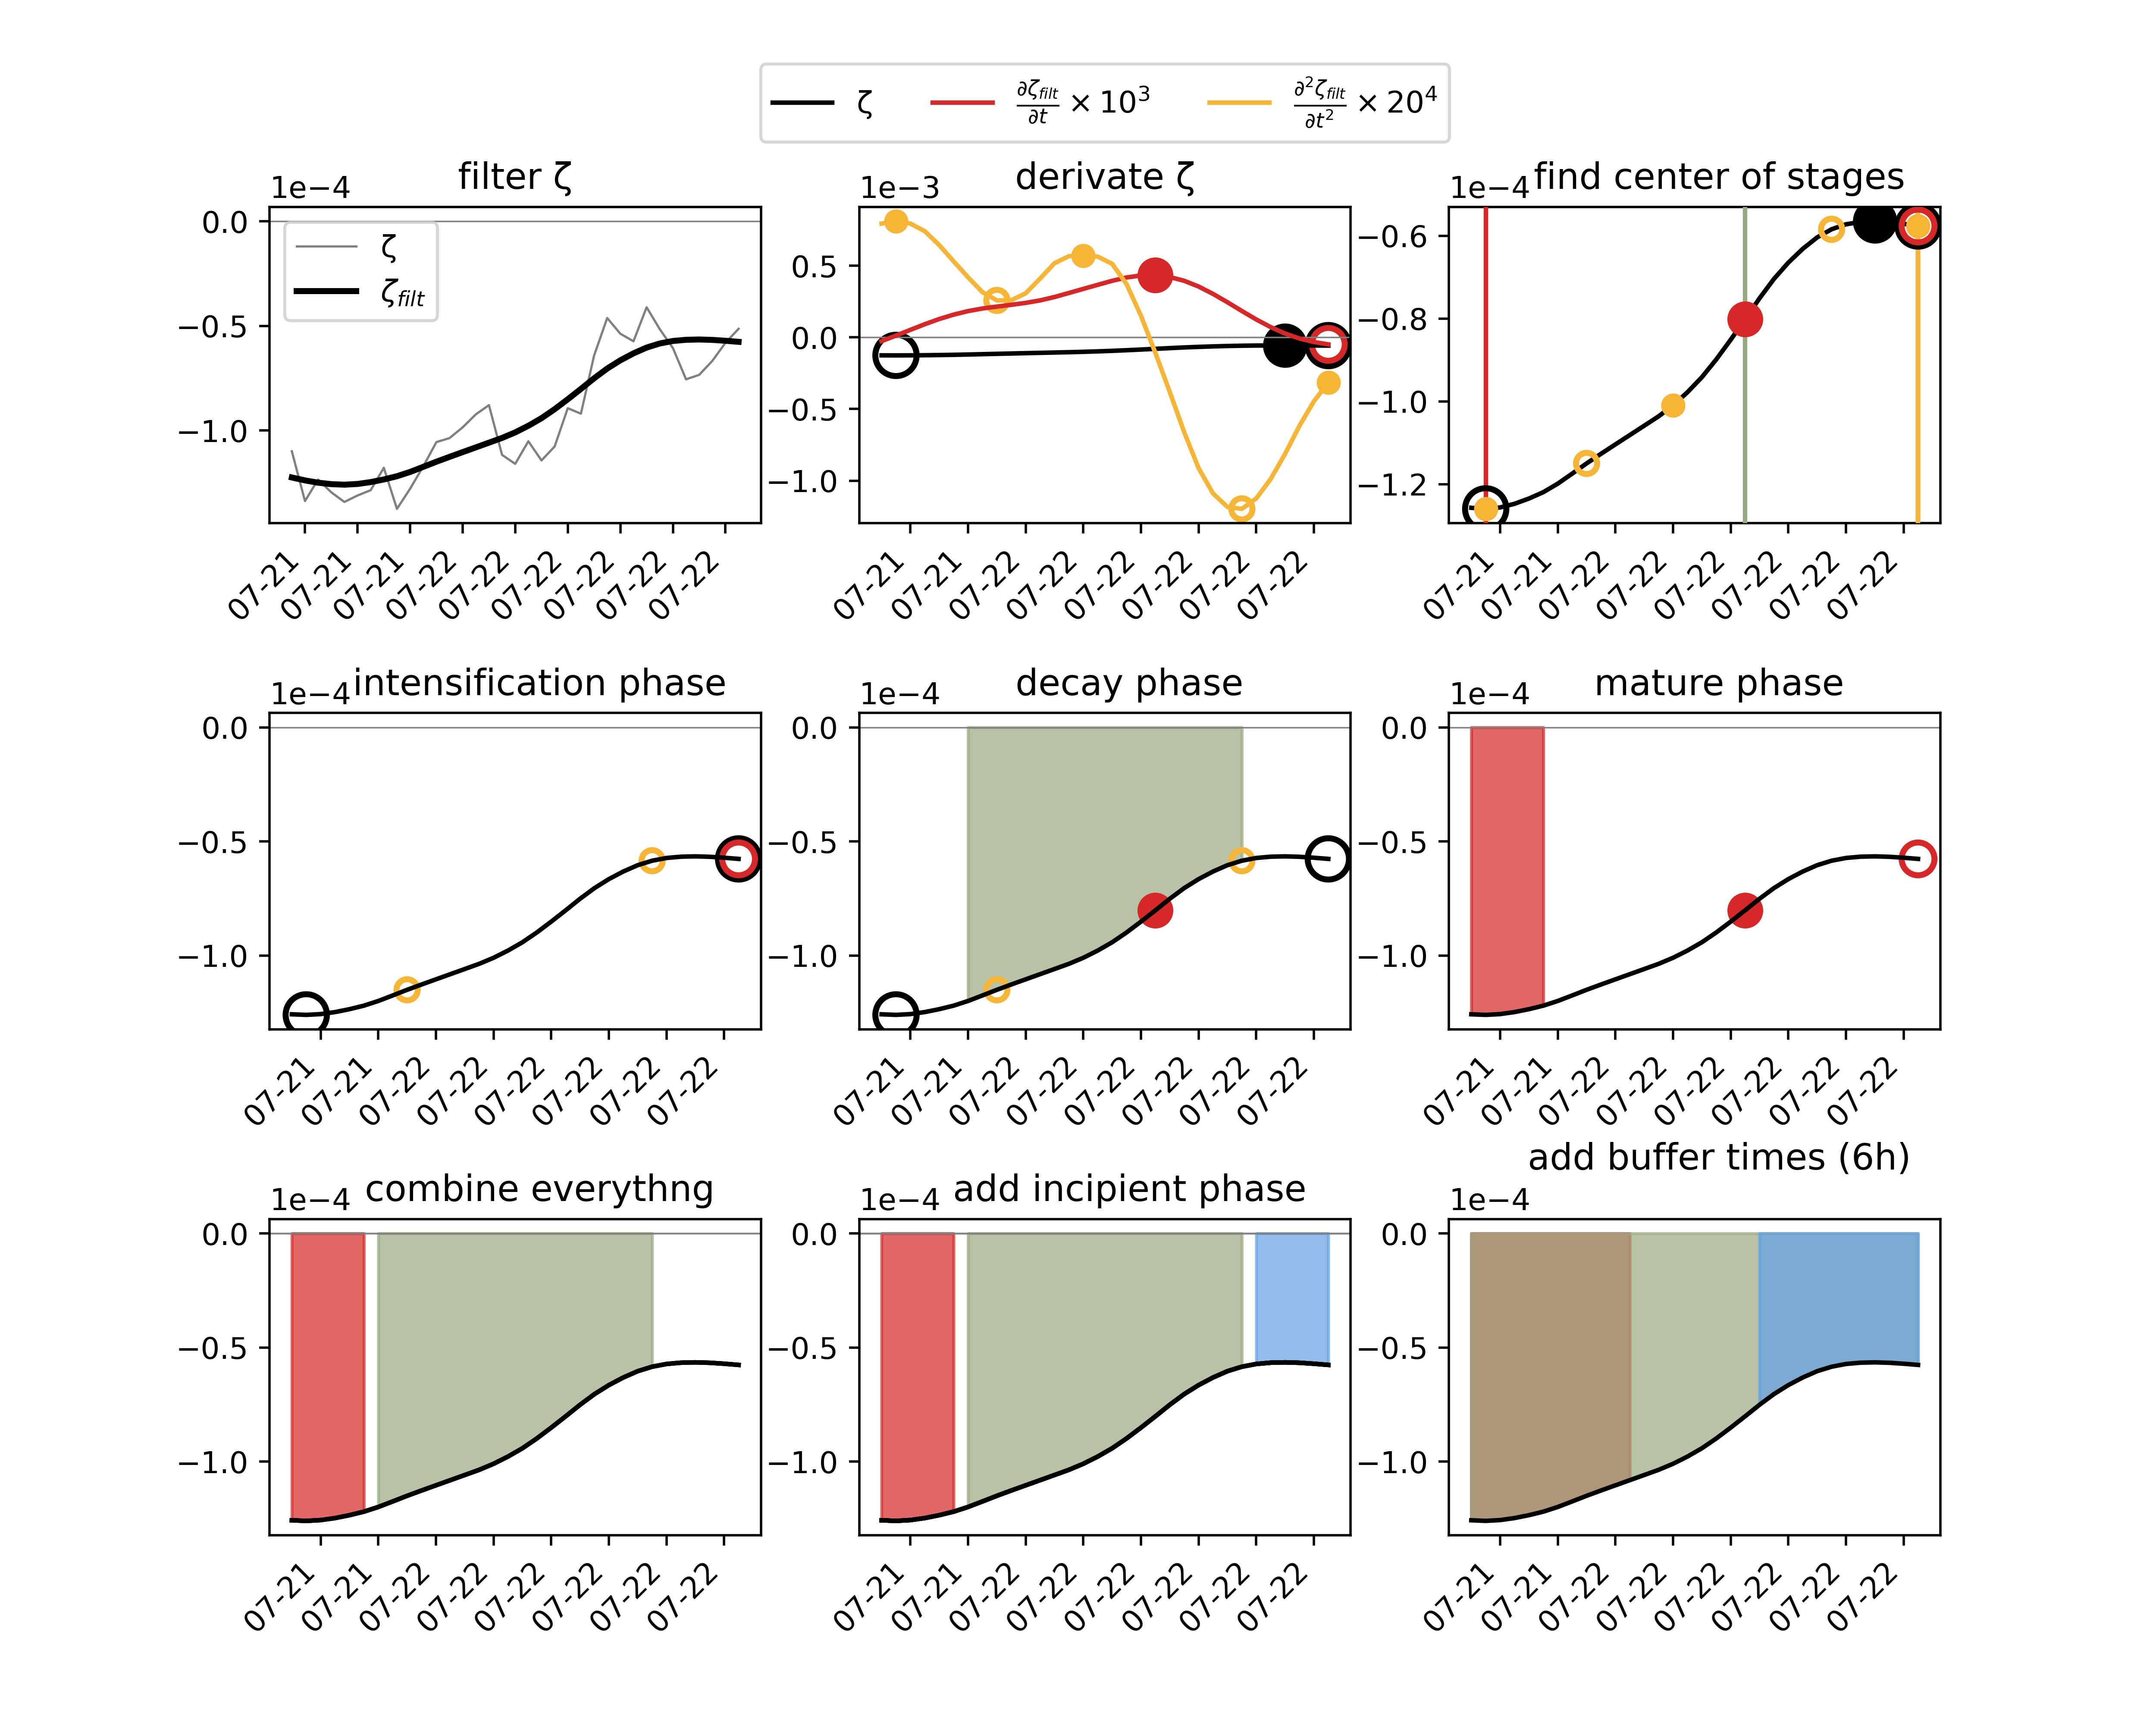 ζ ∂ζfilt/∂t × 10³ ∂²ζfilt/∂t² × 20⁴
filter ζ
1e−4
ζ
ζfilt
0.0
−0.5
−1.0
07-21 07-21 07-21 07-22 07-22 07-22 07-22 07-22 07-22
derivate ζ
1e−3
0.5
0.0
−0.5
−1.0
07-21 07-21 07-22 07-22 07-22 07-22 07-22 07-22
find center of stages
1e−4
−0.6
−0.8
−1.0
−1.2
07-21 07-21 07-22 07-22 07-22 07-22 07-22 07-22
intensification phase
1e−4
0.0
−0.5
−1.0
07-21 07-21 07-22 07-22 07-22 07-22 07-22 07-22
decay phase
1e−4
0.0
−0.5
−1.0
07-21 07-21 07-22 07-22 07-22 07-22 07-22 07-22
mature phase
1e−4
0.0
−0.5
−1.0
07-21 07-21 07-22 07-22 07-22 07-22 07-22 07-22
combine everythng
1e−4
0.0
−0.5
−1.0
07-21 07-21 07-22 07-22 07-22 07-22 07-22 07-22
add incipient phase
1e−4
0.0
−0.5
−1.0
07-21 07-21 07-22 07-22 07-22 07-22 07-22 07-22
add buffer times (6h)
1e−4
0.0
−0.5
−1.0
07-21 07-21 07-22 07-22 07-22 07-22 07-22 07-22